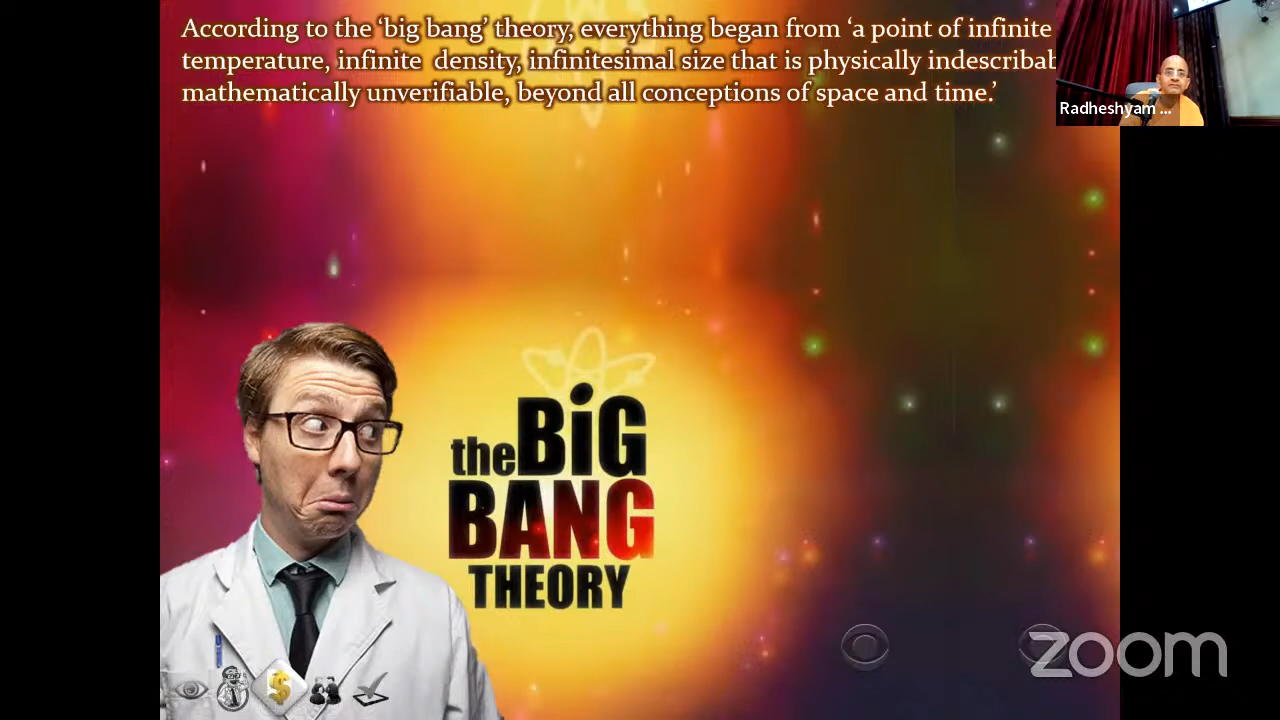 According to the ‘big bang’ theory, everything began from ‘a point of infinite
temperature, infinite  density, infinitesimal size that is physically indescribab
mathematically unverifiable, beyond all conceptions of space and time.’
Radheshyam ...
the BiG
BANG
THEORY
zoom